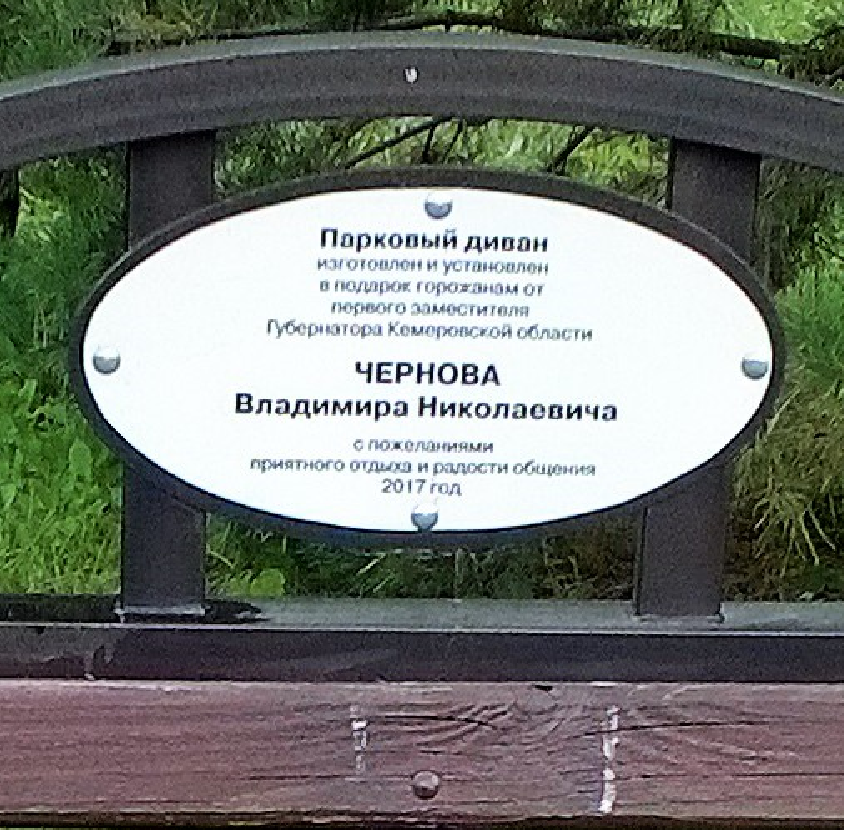 Парковый диван
изготовлен и установлен
в подарок горожанам от
первого заместителя
Губернатора Кемеровской области
ЧЕРНОВА
Владимира Николаевича
с пожеланиями
приятного отдыха и радости общения
2017 год